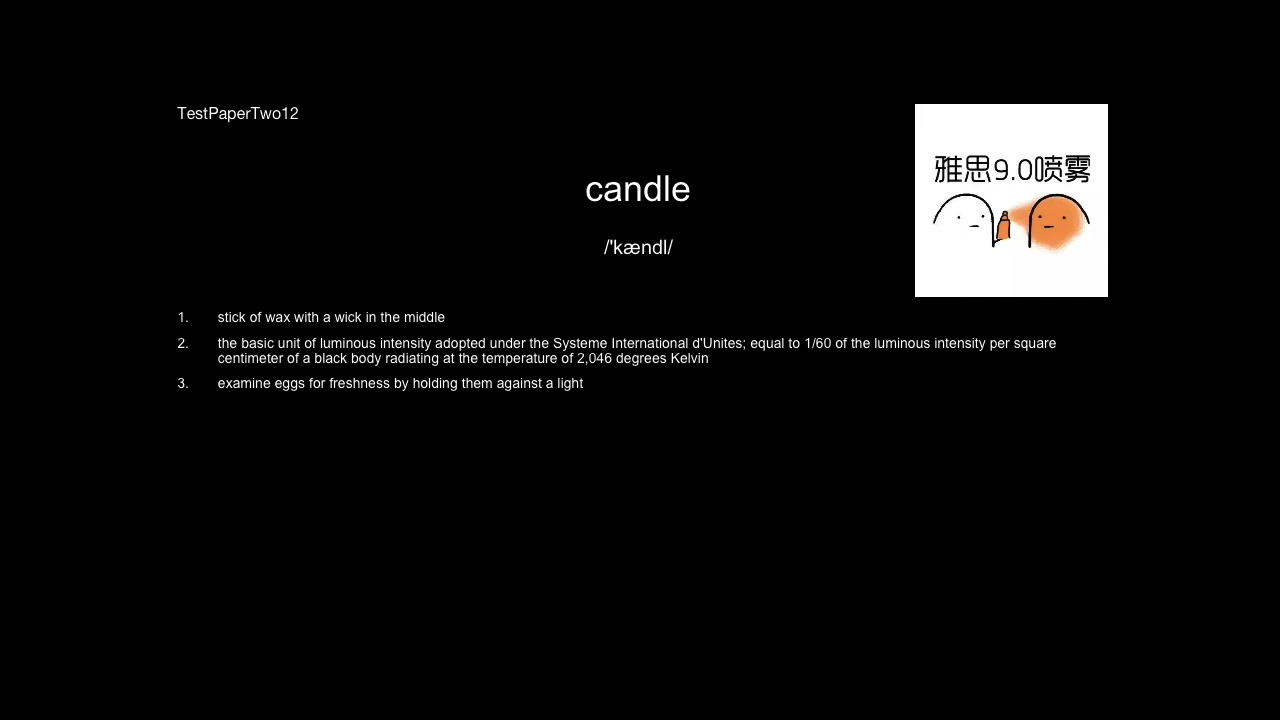 TestPaperTwo12
雅思9.0喷雾
candle
/'kændl/
1. stick of wax with a wick in the middle
2. the basic unit of luminous intensity adopted under the Systeme International d'Unites; equal to 1/60 of the luminous intensity per square
centimeter of a black body radiating at the temperature of 2,046 degrees Kelvin
3. examine eggs for freshness by holding them against a light